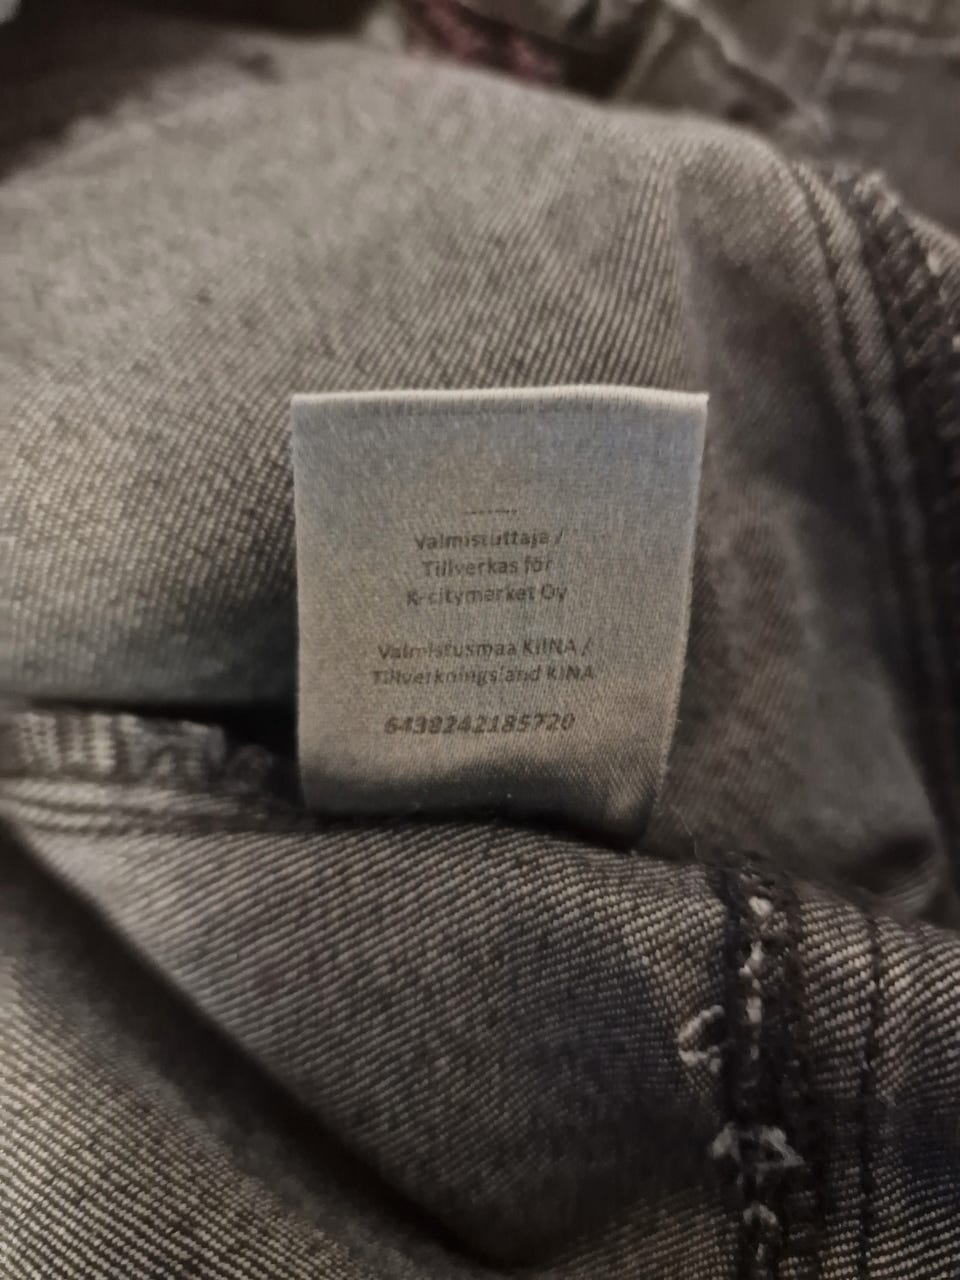 -------
Valmistuttaja /
Tillverkas för
K-citymarket Oy
Valmistusmaa KIINA /
Tillverkningsland KINA
6438242185720